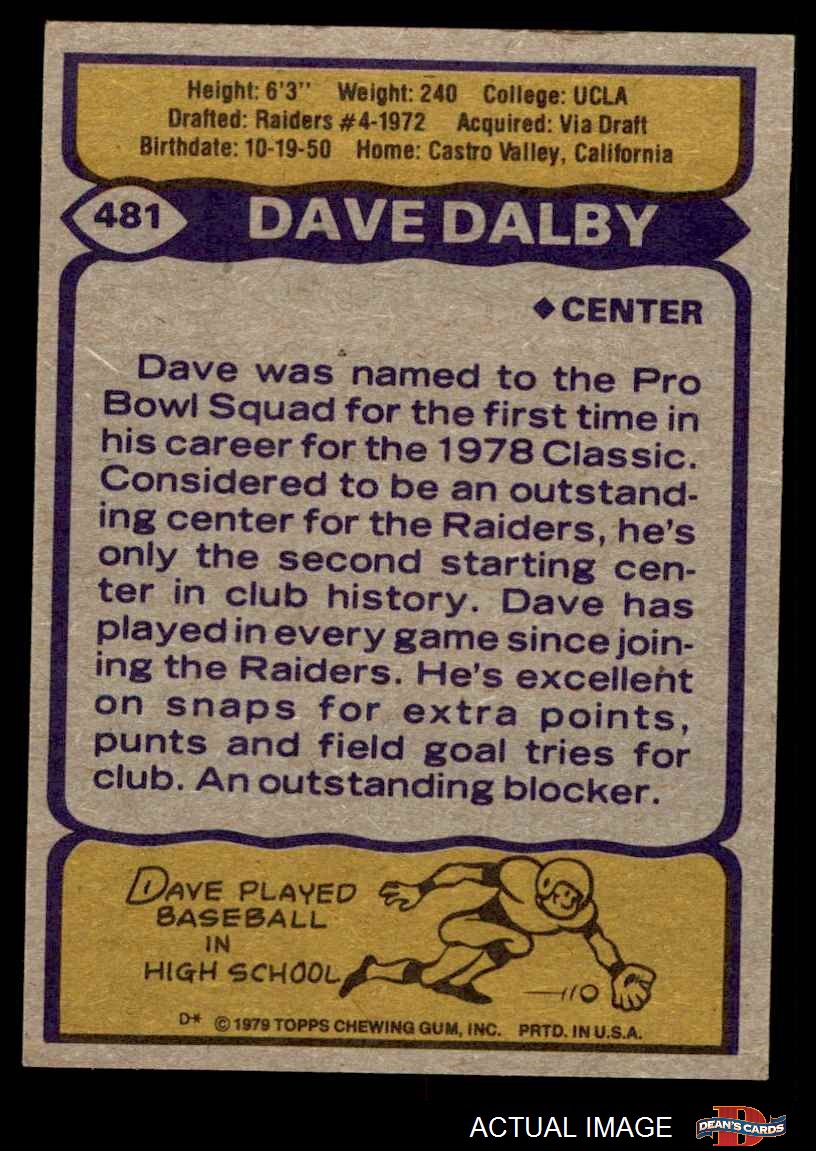 Height: 6'3" Weight: 240 College: UCLA
Drafted: Raiders #4-1972 Acquired: Via Draft
Birthdate: 10-19-50 Home: Castro Valley, California
481 DAVE DALBY
◆CENTER
Dave was named to the Pro
Bowl Squad for the first time in
his career for the 1978 Classic.
Considered to be an outstand-
ing center for the Raiders, he's
only the second starting cen-
ter in club history. Dave has
played in every game since join-
ing the Raiders. He's excellent
on snaps for extra points,
punts and field goal tries for
club. An outstanding blocker.
DAVE PLAYED
BASEBALL
IN
HIGH SCHOOL
D* © 1979 TOPPS CHEWING GUM, INC. PRTD. IN U.S.A.
ACTUAL IMAGE
D
DEAN'S CARDS